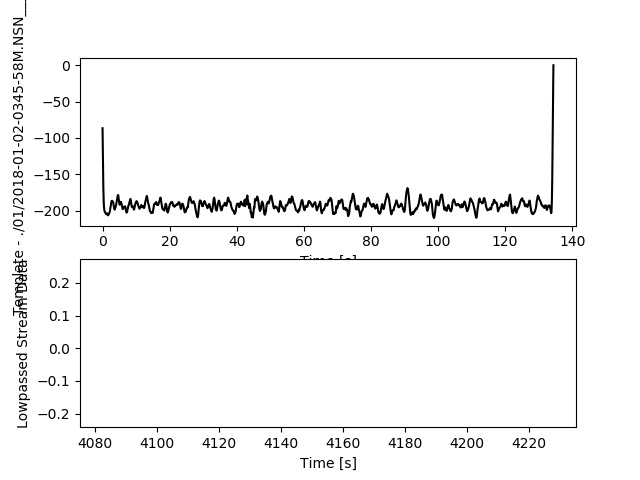 Template - ./01/2018-01-02-0345-58M.NSN__
0
−50
−100
−150
−200
0 20 40 60 80 100 120 140
Time [s]
Lowpassed Stream Data
0.2
0.1
0.0
−0.1
−0.2
4080 4100 4120 4140 4160 4180 4200 4220
Time [s]